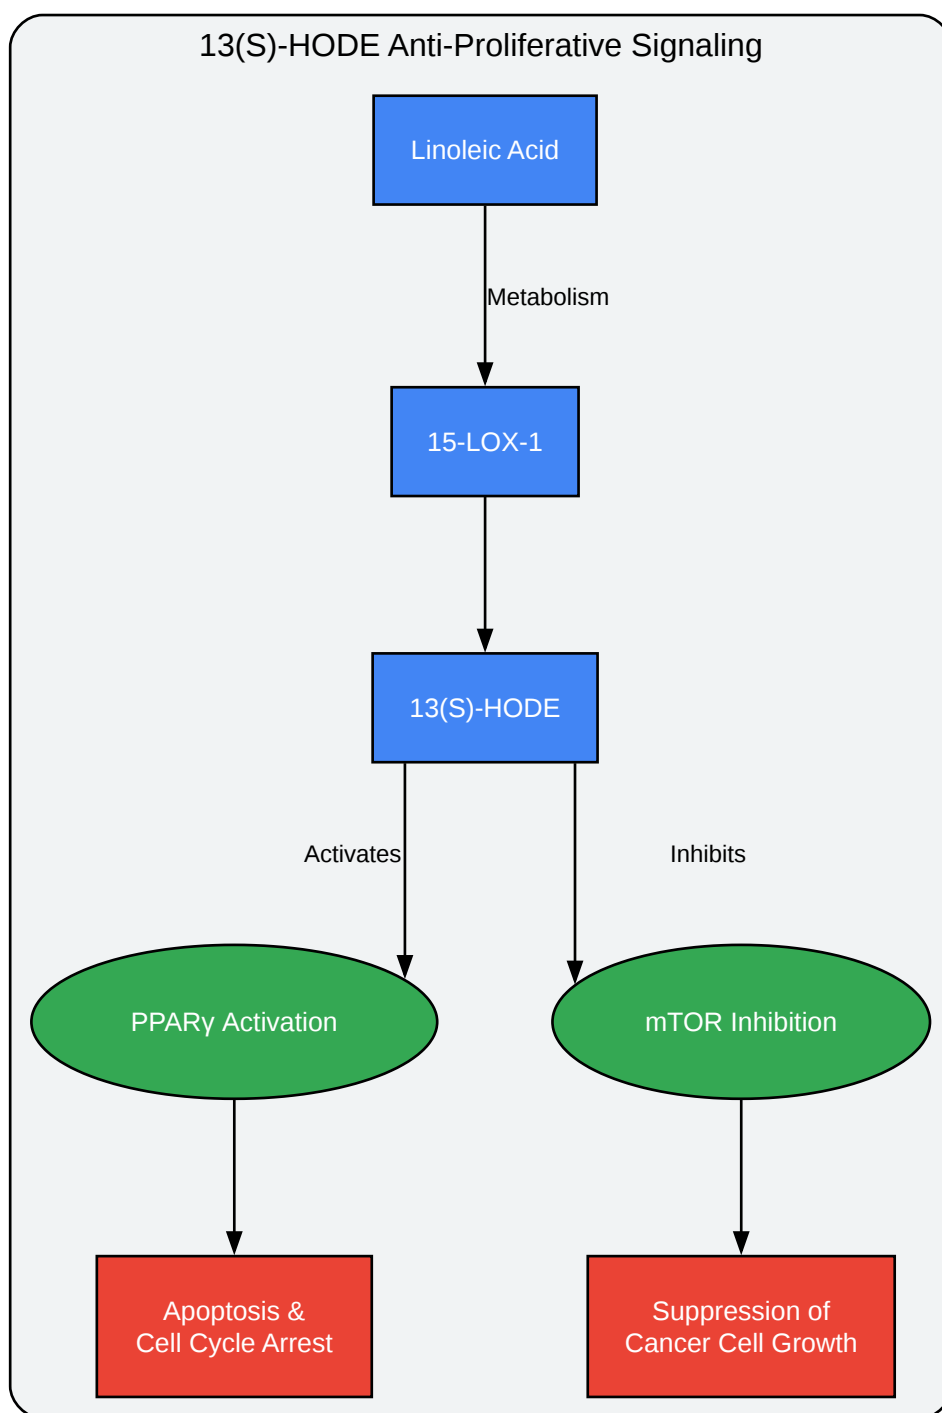 13(S)-HODE Anti-Proliferative Signaling
Linoleic Acid
Metabolism
15-LOX-1
13(S)-HODE
Activates
Inhibits
PPARγ Activation
mTOR Inhibition
Apoptosis &
Cell Cycle Arrest
Suppression of
Cancer Cell Growth